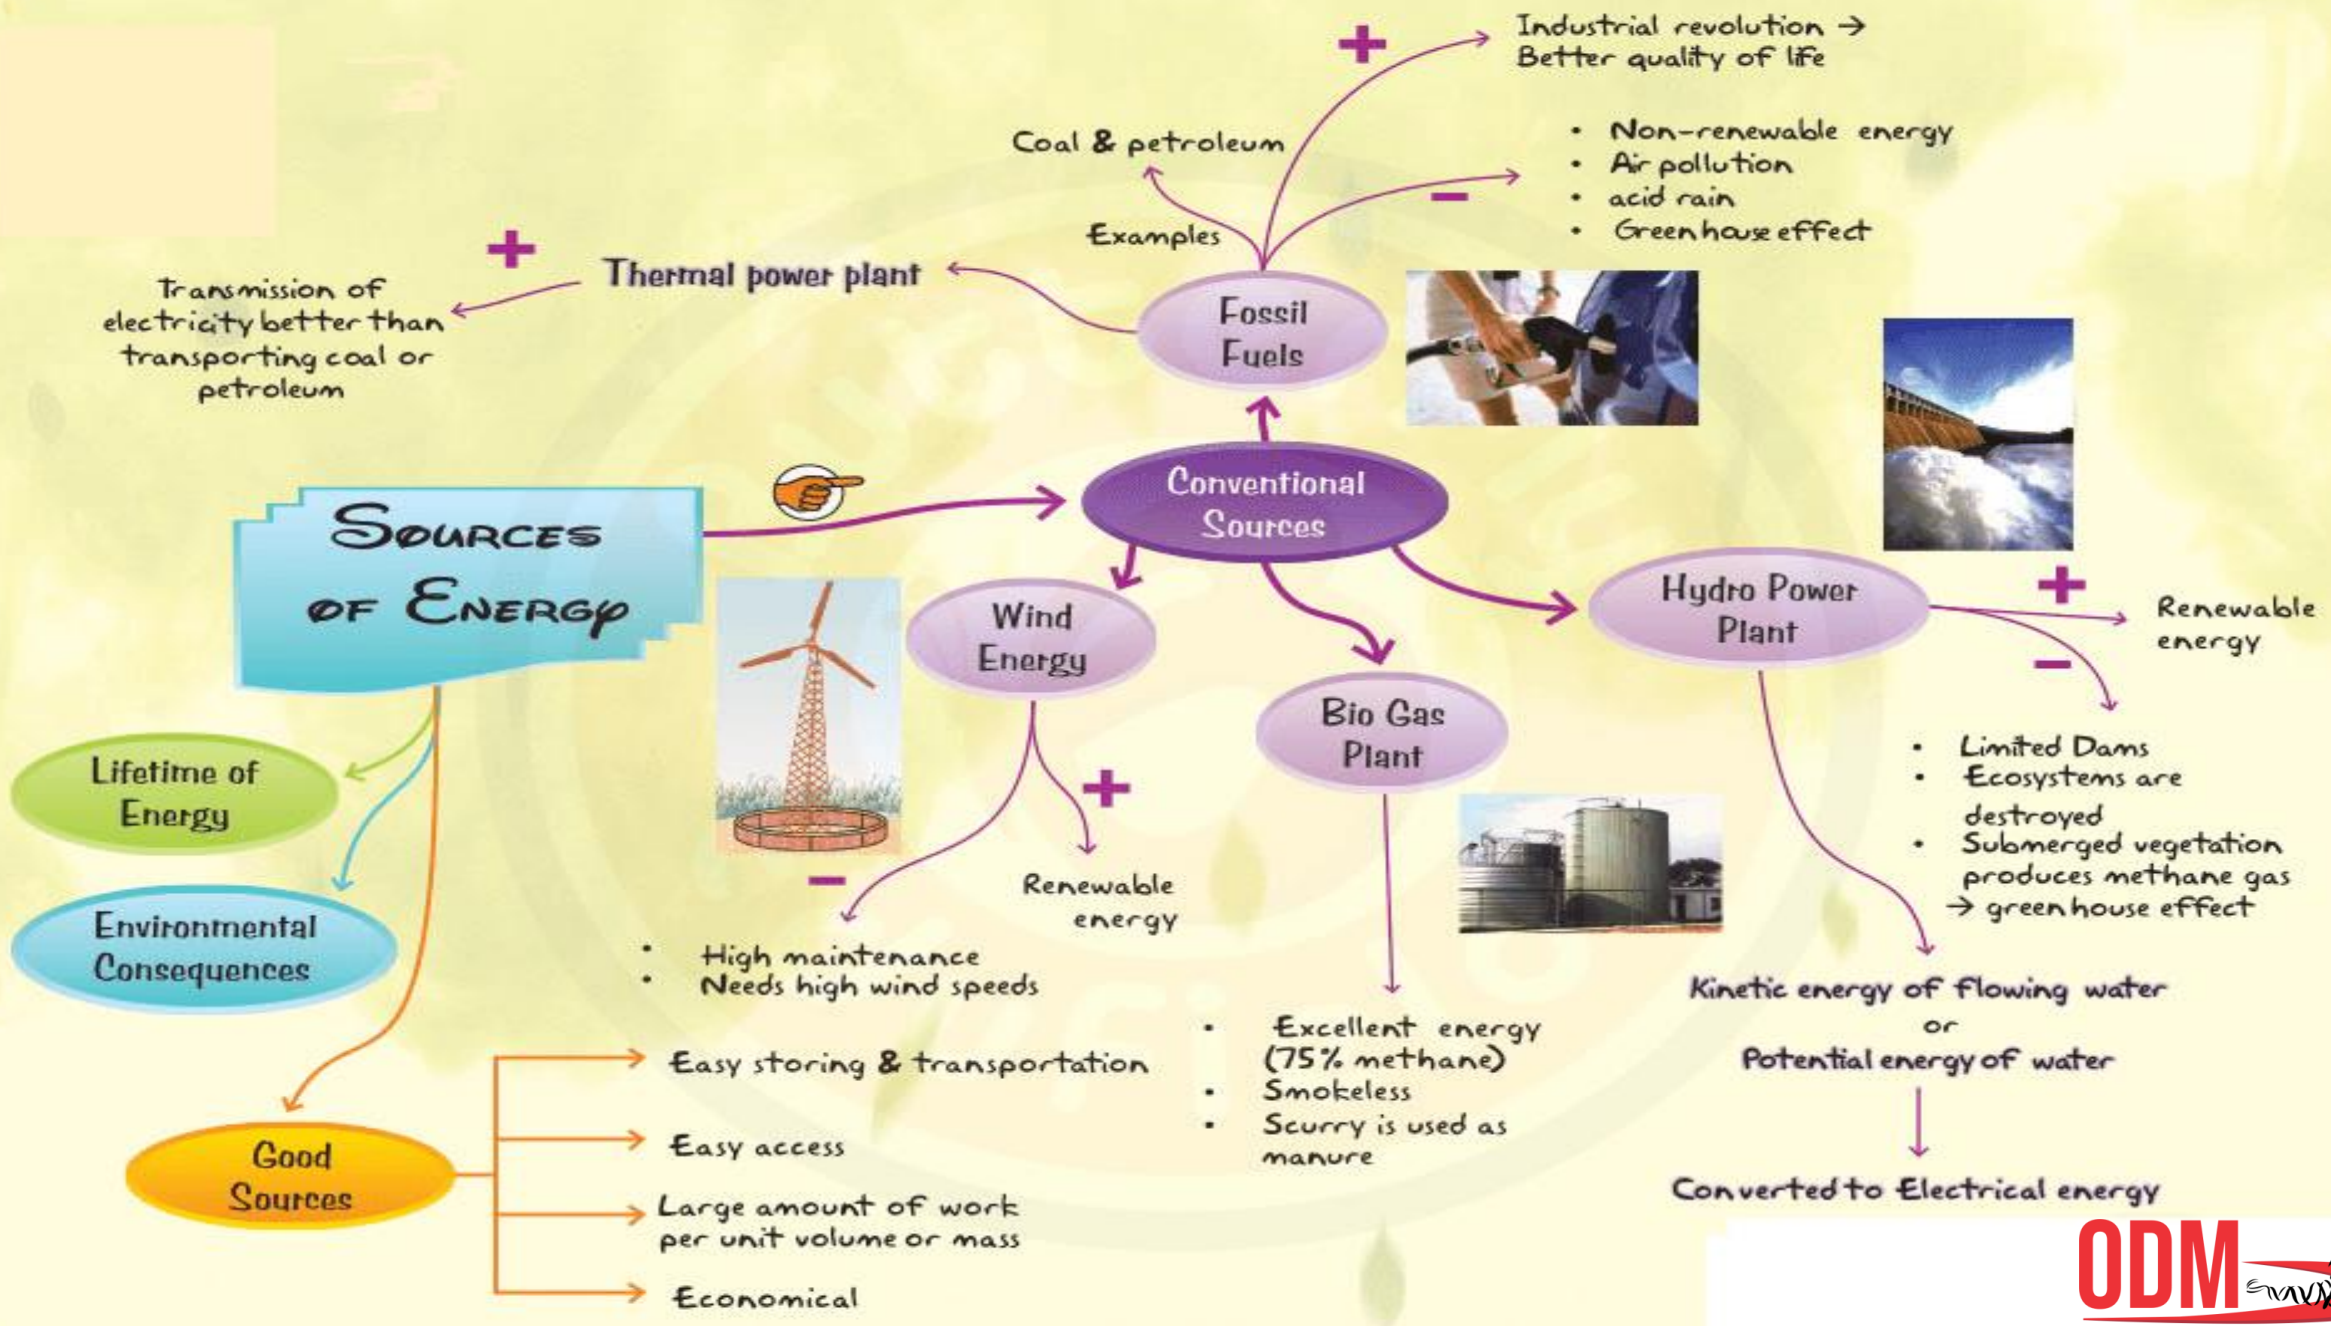 Industrial revolution →
Better quality of life
+
Coal & petroleum
Examples
−
• Non-renewable energy
• Air pollution
• acid rain
• Greenhouse effect
+
Thermal power plant
Transmission of
electricity better than
transporting coal or
petroleum
Fossil
Fuels
Conventional
Sources
SOURCES
OF ENERGY
Wind
Energy
+
Renewable
energy
−
• High maintenance
• Needs high wind speeds
Bio Gas
Plant
• Excellent energy
(75% methane)
• Smokeless
• Scurry is used as
manure
Hydro Power
Plant
+
Renewable
energy
−
• Limited Dams
• Ecosystems are
destroyed
• Submerged vegetation
produces methane gas
→ greenhouse effect
Kinetic energy of flowing water
or
Potential energy of water
Converted to Electrical energy
Lifetime of
Energy
Environmental
Consequences
Good
Sources
Easy storing & transportation
Easy access
Large amount of work
per unit volume or mass
Economical
ODM